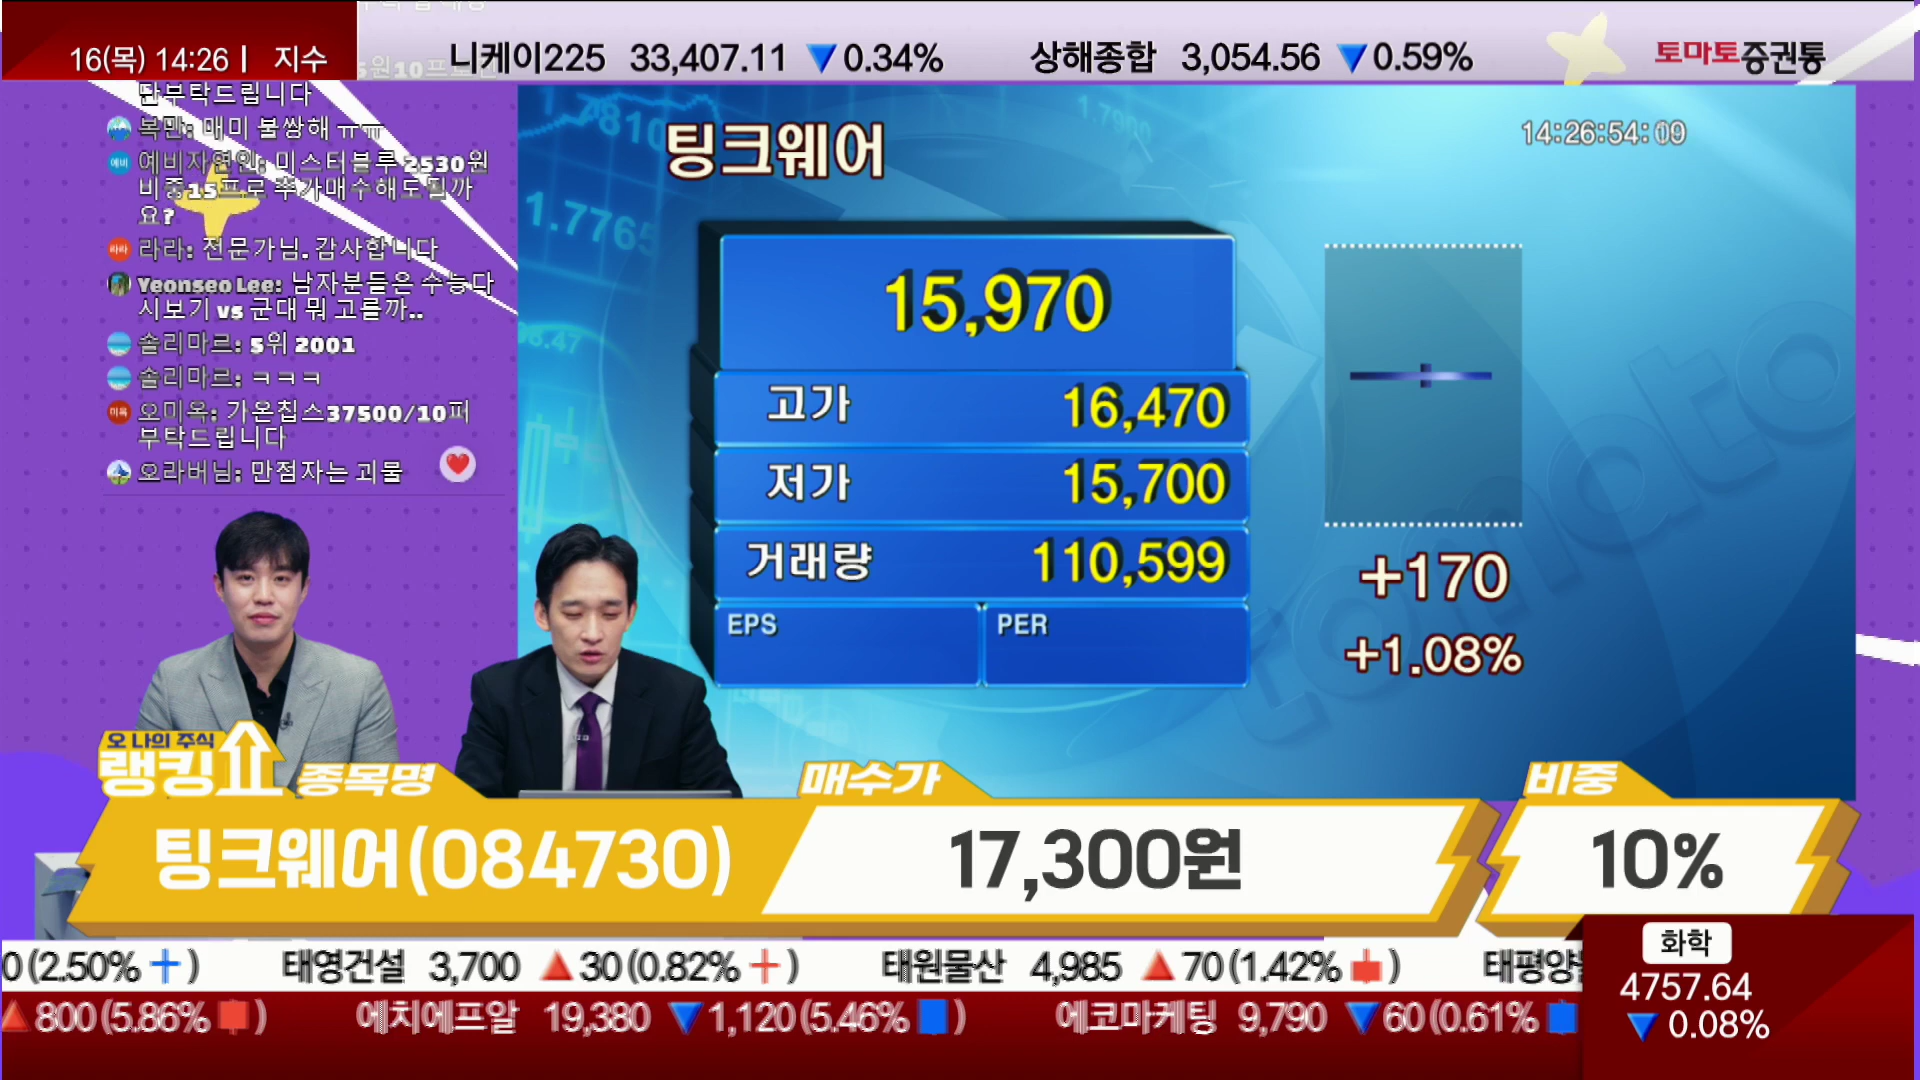 16(목) 14:26 | 지수
니케이225 33,407.11 ▼0.34%
상해종합 3,054.56 ▼0.59%
토마토증권통
단부탁드립니다
복만: 매미 불쌍해 ㅠㅠ
예비자연인: 미스터블루 2530원
비중15프로 추가매수해도될까
요?
라라: 전문가님. 감사합니다
Yeonseo Lee: 남자분들은 수능다
시보기 vs 군대 뭐 고를까..
솔리마르: 5위 2001
솔리마르: ㅋㅋㅋ
오미옥: 가온칩스37500/10퍼
부탁드립니다
오라버님: 만점자는 괴물
팅크웨어
14:26:54:09
15,970
고가 16,470
저가 15,700
거래량 110,599
EPS
PER
+170
+1.08%
tomato
오 나의 주식
랭킹쇼
종목명
매수가
비중
팅크웨어(084730)
17,300원
10%
0(2.50% +) 태영건설 3,700 ▲30(0.82% +) 태원물산 4,985 ▲70(1.42% ) 태평양
▲800(5.86% ) 에치에프알 19,380 ▼1,120(5.46% ) 에코마케팅 9,790 ▼60(0.61%
화학
4757.64
▼ 0.08%